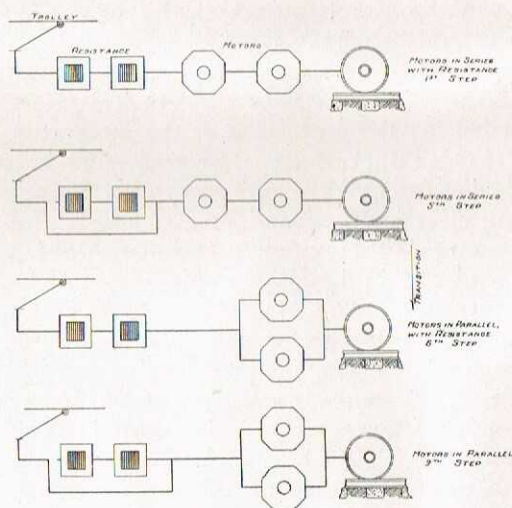 TROLLEY
RESISTANCE
MOTORS
MOTORS IN SERIES
WITH RESISTANCE
1ST STEP
MOTORS IN SERIES
5TH STEP
TRANSITION
MOTORS IN PARALLEL,
WITH RESISTANCE
6TH STEP
MOTORS IN PARALLEL
9TH STEP